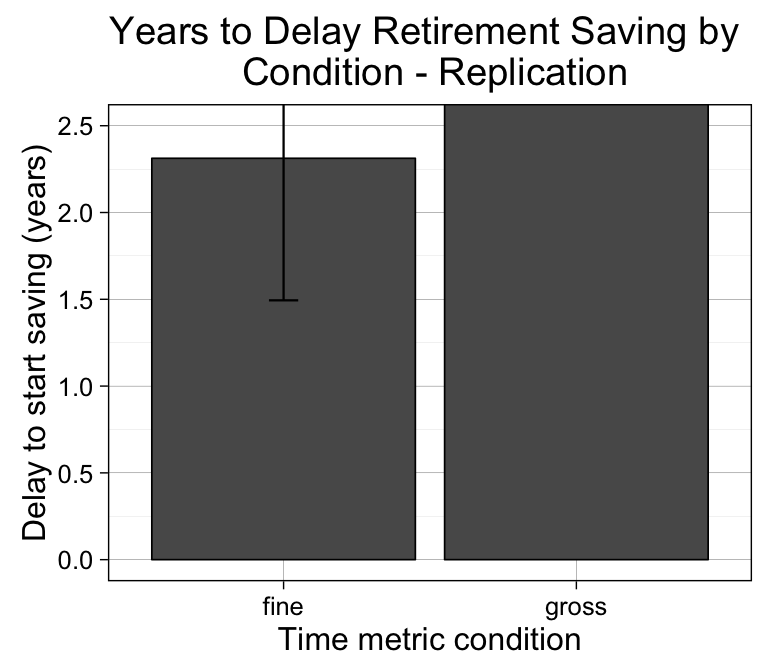 Years to Delay Retirement Saving by
Condition - Replication
Delay to start saving (years)
2.5
2.0
1.5
1.0
0.5
0.0
fine
gross
Time metric condition